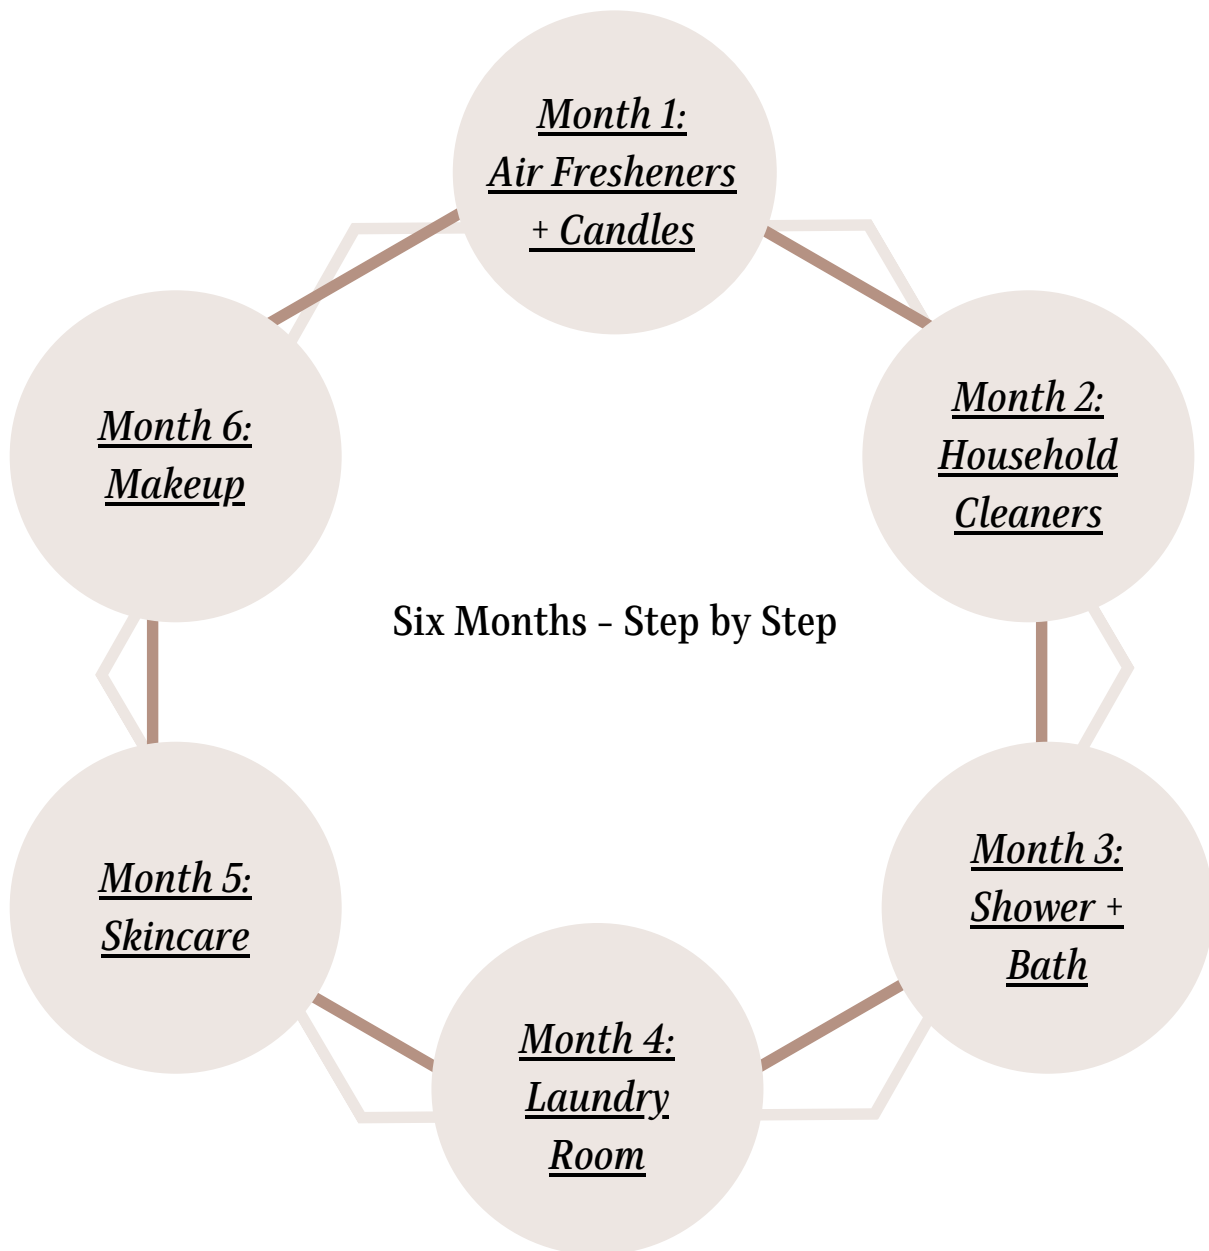 Month 1:
Air Fresheners
+ Candles
Month 2:
Household
Cleaners
Month 3:
Shower +
Bath
Month 4:
Laundry
Room
Month 5:
Skincare
Month 6:
Makeup
Six Months - Step by Step